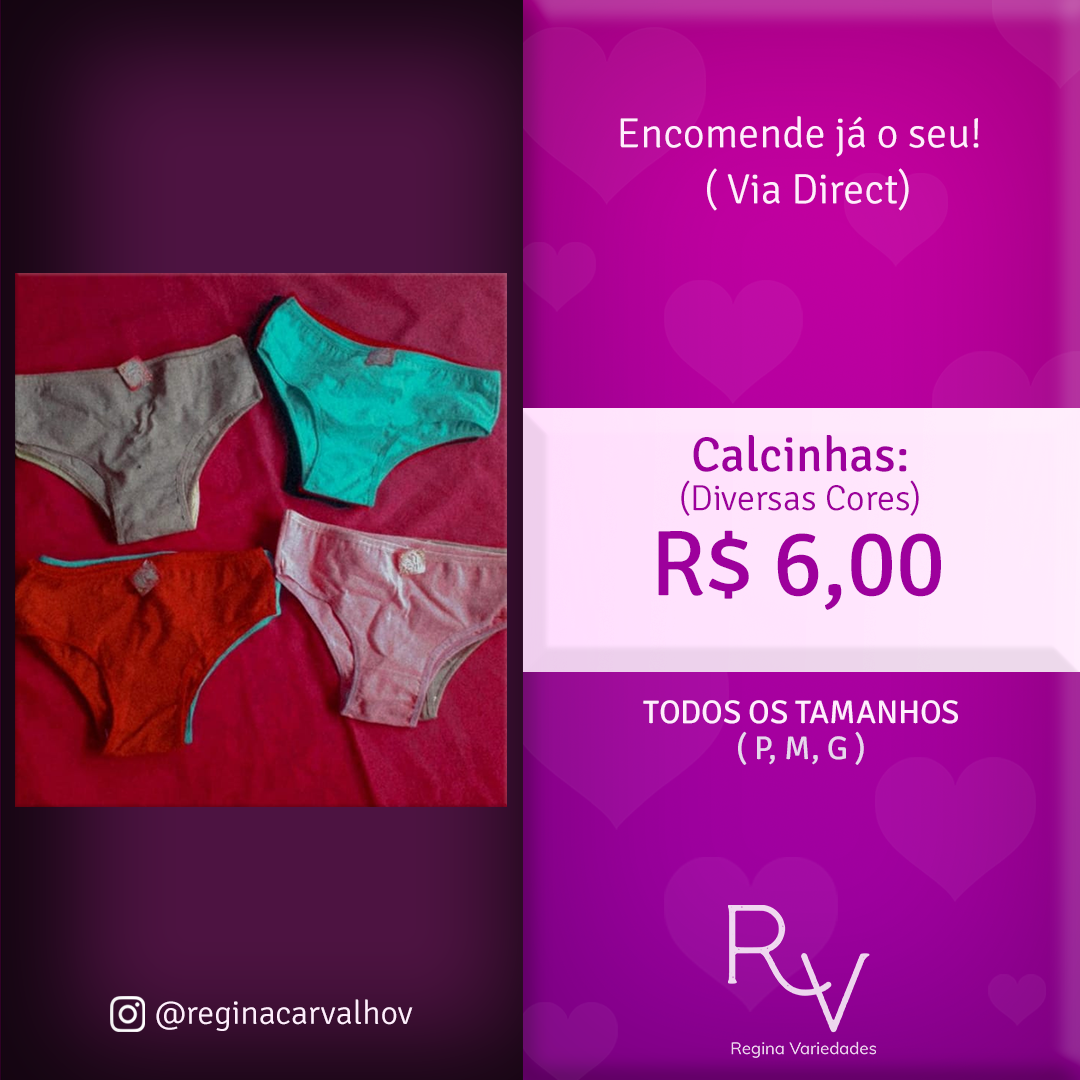 Encomende já o seu!
( Via Direct)
Calcinhas:
(Diversas Cores)
R$ 6,00
TODOS OS TAMANHOS
( P, M, G )
RV
Regina Variedades
@reginacarvalhov